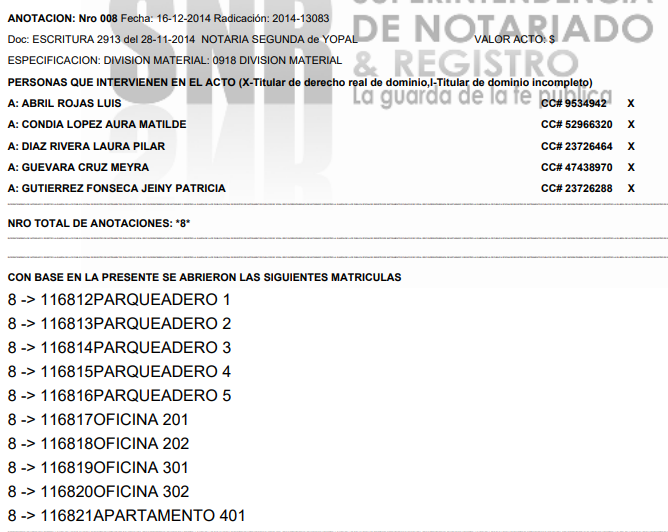 SUPERINTENDENCIA
DE NOTARIADO
& REGISTRO
La guarda de la fe publica
SNR
ANOTACION: Nro 008 Fecha: 16-12-2014 Radicación: 2014-13083
Doc: ESCRITURA 2913 del 28-11-2014 NOTARIA SEGUNDA de YOPAL VALOR ACTO: $
ESPECIFICACION: DIVISION MATERIAL: 0918 DIVISION MATERIAL
PERSONAS QUE INTERVIENEN EN EL ACTO (X-Titular de derecho real de dominio,I-Titular de dominio incompleto)
A: ABRIL ROJAS LUIS CC# 9534942 X
A: CONDIA LOPEZ AURA MATILDE CC# 52966320 X
A: DIAZ RIVERA LAURA PILAR CC# 23726464 X
A: GUEVARA CRUZ MEYRA CC# 47438970 X
A: GUTIERREZ FONSECA JEINY PATRICIA CC# 23726288 X
NRO TOTAL DE ANOTACIONES: *8*
CON BASE EN LA PRESENTE SE ABRIERON LAS SIGUIENTES MATRICULAS
8 -> 116812PARQUEADERO 1
8 -> 116813PARQUEADERO 2
8 -> 116814PARQUEADERO 3
8 -> 116815PARQUEADERO 4
8 -> 116816PARQUEADERO 5
8 -> 116817OFICINA 201
8 -> 116818OFICINA 202
8 -> 116819OFICINA 301
8 -> 116820OFICINA 302
8 -> 116821APARTAMENTO 401